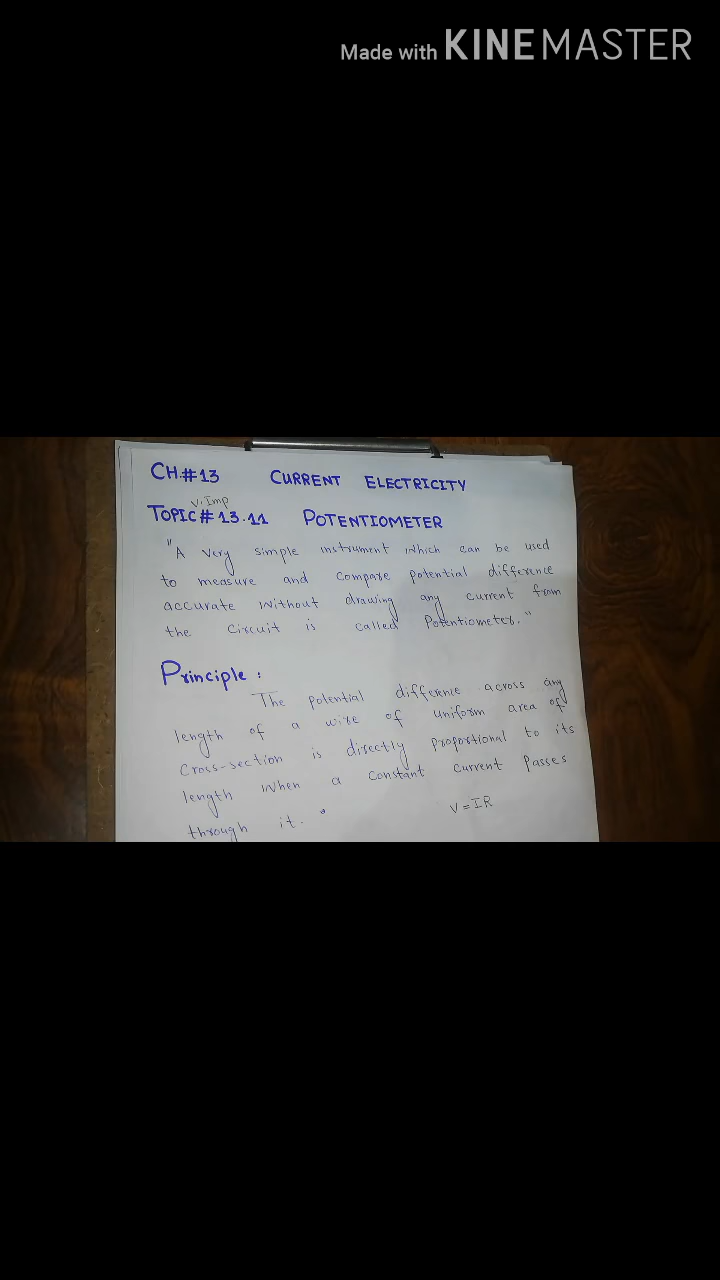 Made with KINEMASTER
CH.#13 CURRENT ELECTRICITY
V.Imp
TOPIC# 13.11 POTENTIOMETER
"A very simple instrument which can be used
to measure and compare potential difference
accurate without drawing any current from
the circuit is called Potentiometer."
Principle:
The potential difference across any
length of a wire of uniform area of
cross-section is directly proportional to its
length when a constant current passes
through it."
V=IR